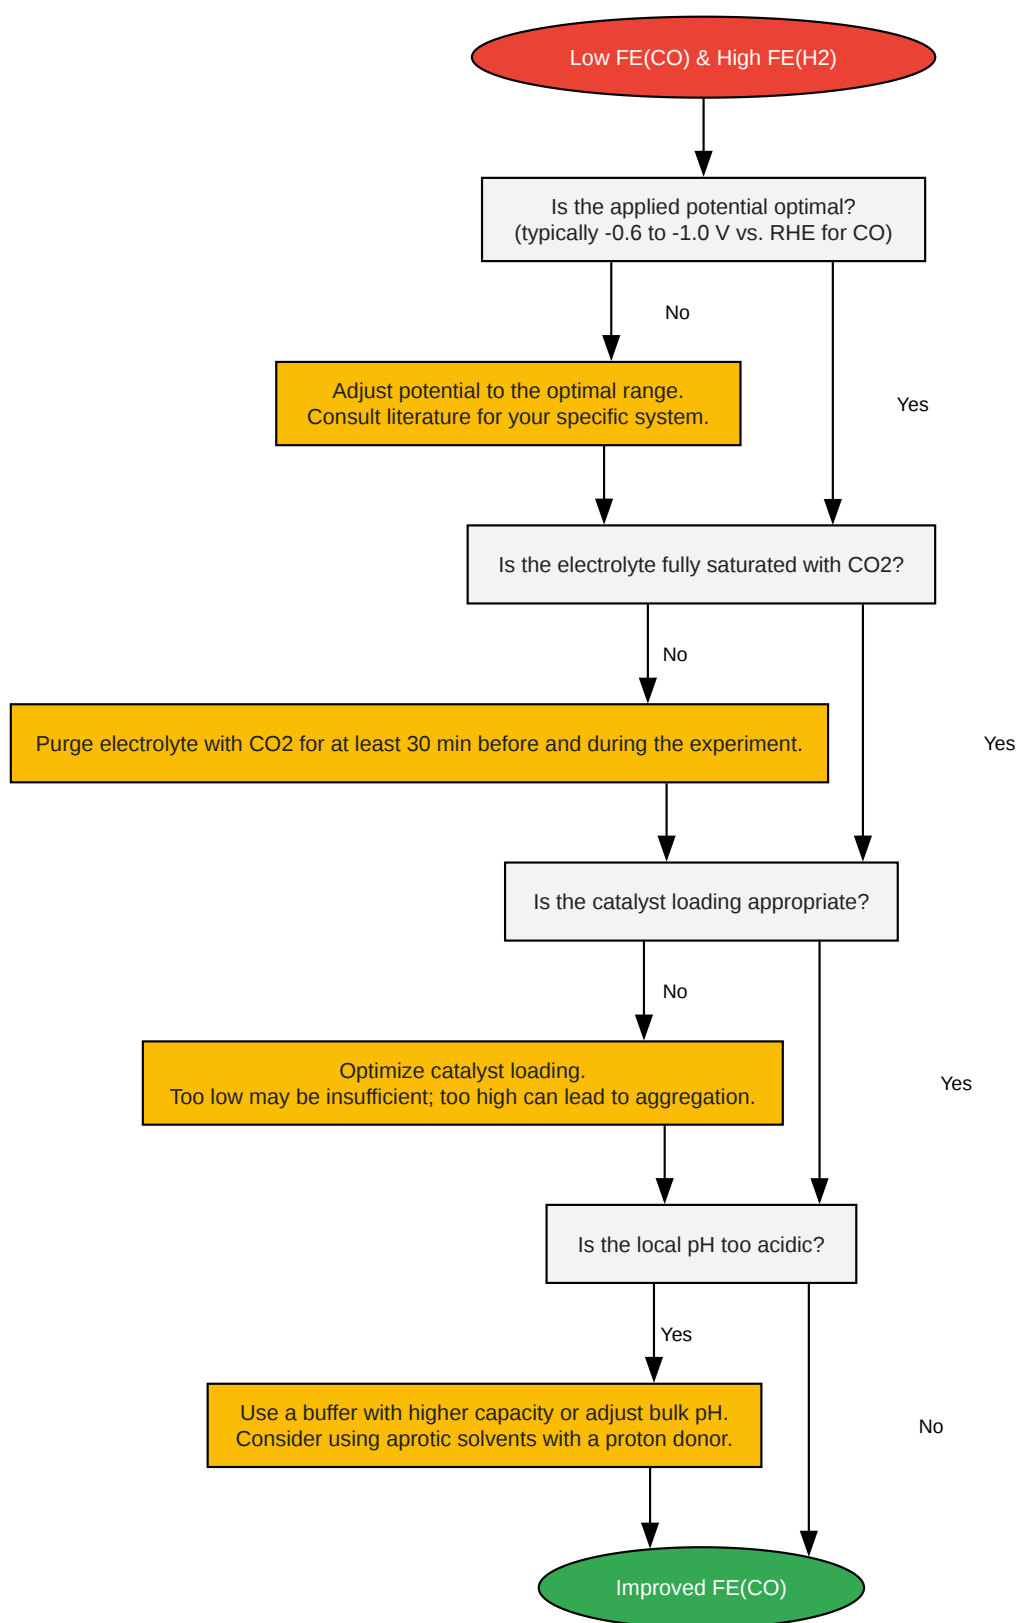 Low FE(CO) & High FE(H2)
Is the applied potential optimal?
(typically -0.6 to -1.0 V vs. RHE for CO)
No
Adjust potential to the optimal range.
Consult literature for your specific system.
Yes
Is the electrolyte fully saturated with CO2?
No
Purge electrolyte with CO2 for at least 30 min before and during the experiment.
Yes
Is the catalyst loading appropriate?
No
Optimize catalyst loading.
Too low may be insufficient; too high can lead to aggregation.
Yes
Is the local pH too acidic?
Yes
Use a buffer with higher capacity or adjust bulk pH.
Consider using aprotic solvents with a proton donor.
No
Improved FE(CO)